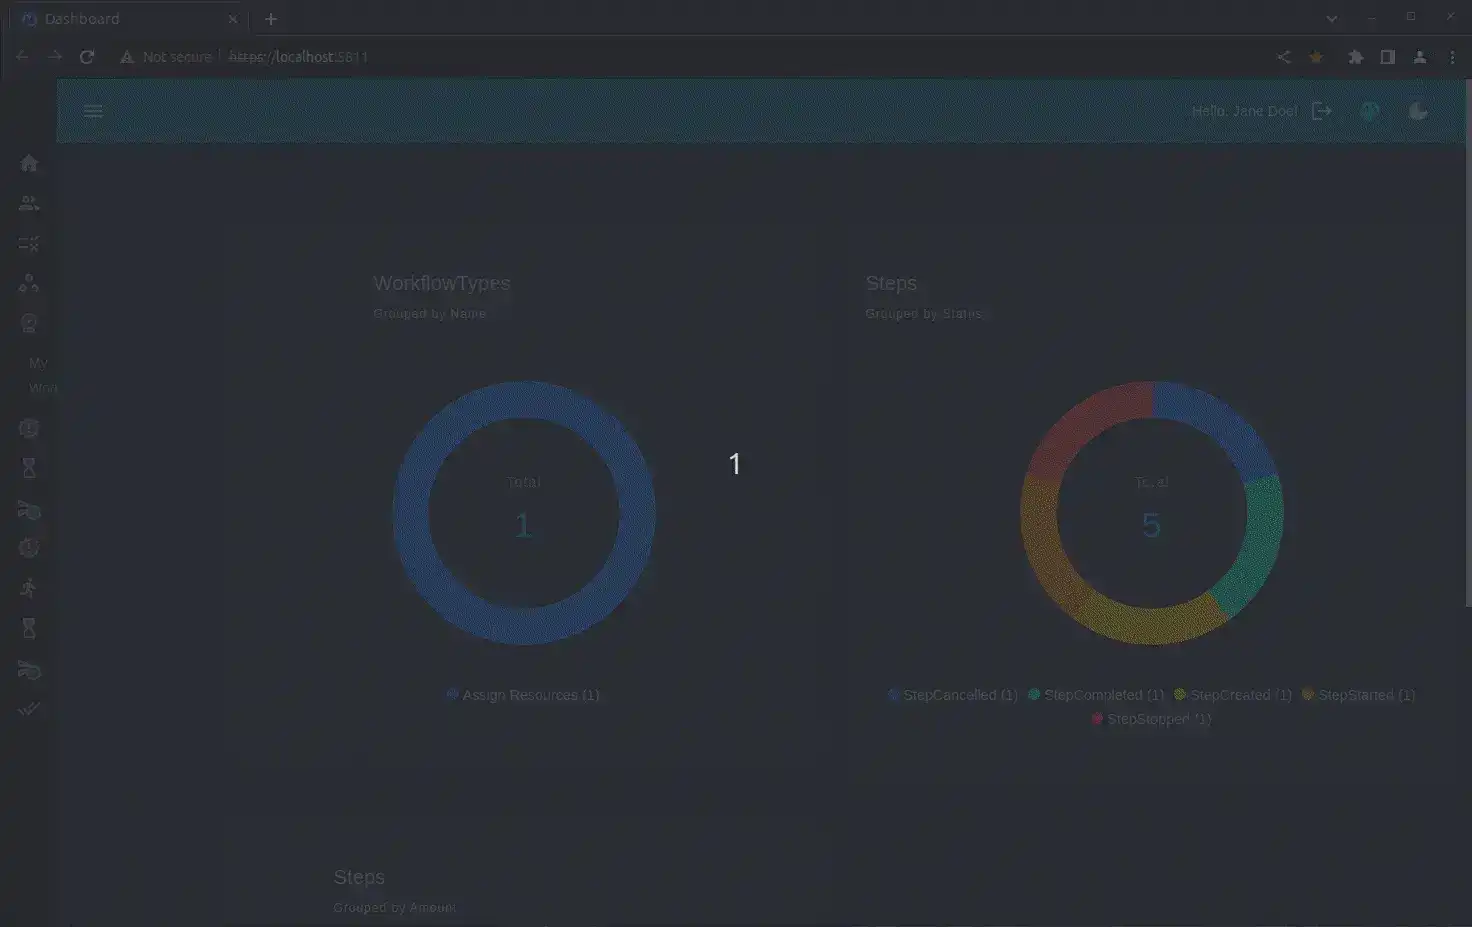 Dashboard
Not secure https://localhost:5811
Hello, Jane Doe!
My
WorkflowTypes
Grouped by Name
Steps
Grouped by Status
1
Total
1
Total
5
Assign Resources (1)
StepCancelled (1) StepCompleted (1) StepCreated (1) StepStarted (1)
StepStopped (1)
Steps
Grouped by Amount